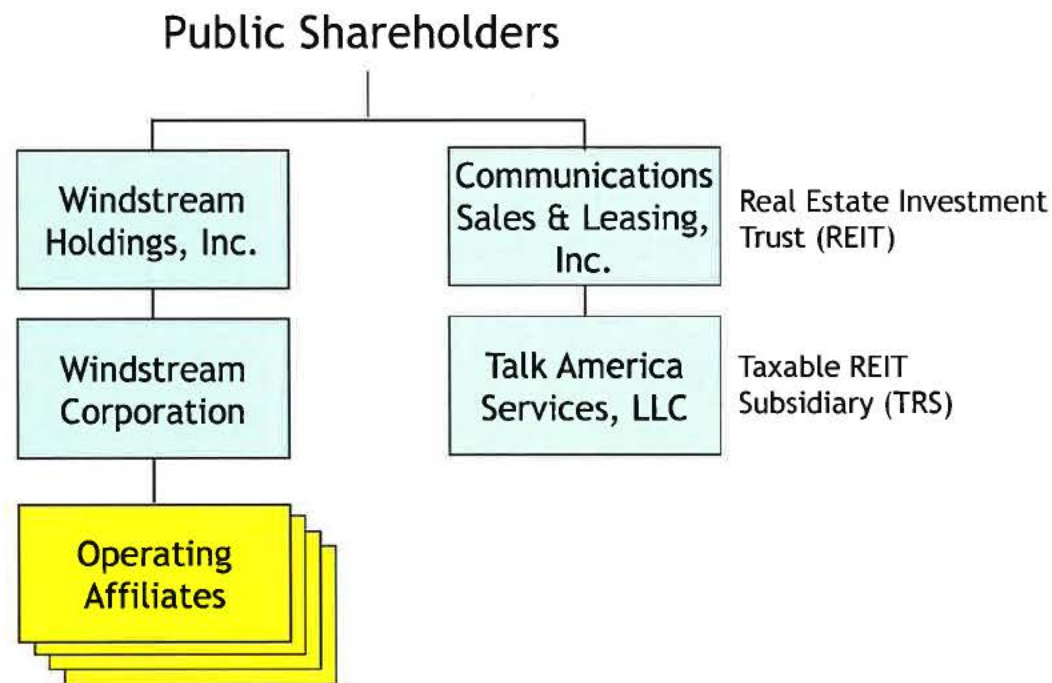 Public Shareholders
Windstream
Holdings, Inc.
Communications
Sales & Leasing,
Inc.
Real Estate Investment
Trust (REIT)
Windstream
Corporation
Talk America
Services, LLC
Taxable REIT
Subsidiary (TRS)
Operating
Affiliates